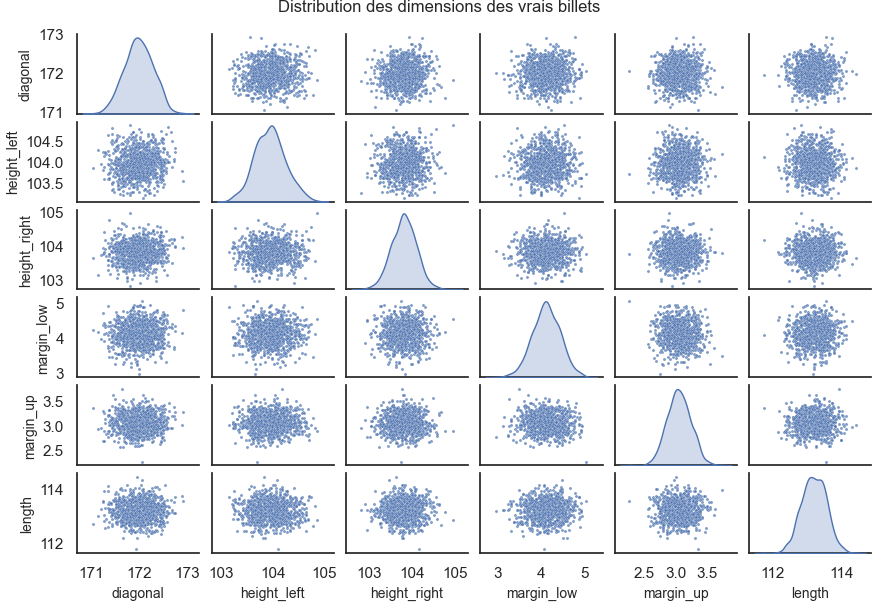 Distribution des dimensions des vrais billets
173
172
171
diagonal
104.5
104.0
103.5
height_left
105
104
103
height_right
5
4
3
margin_low
3.5
3.0
2.5
margin_up
114
112
length
171 172 173 103 104 105 103 104 105 3 4 5 2.5 3.0 3.5 112 114
diagonal height_left height_right margin_low margin_up length